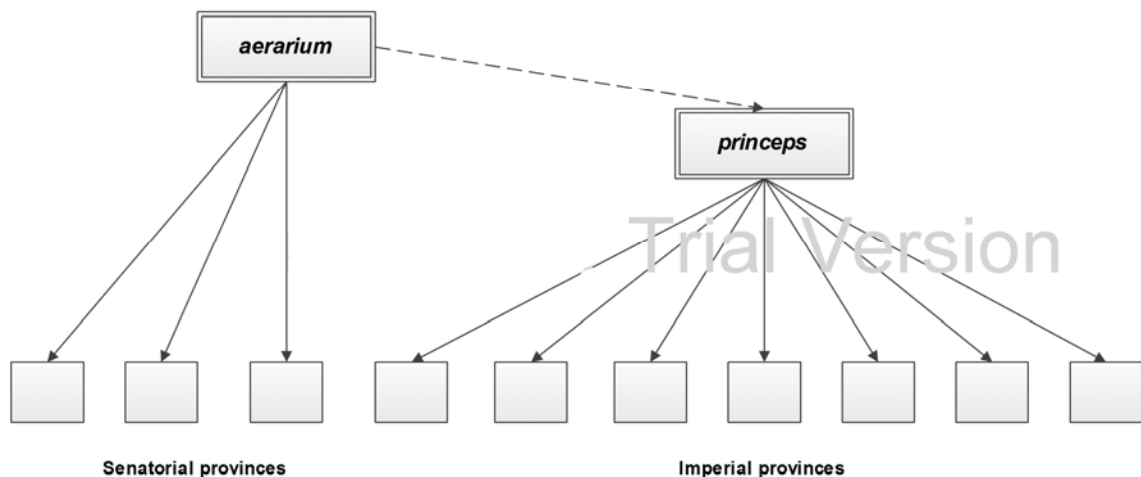 aerarium
princeps
Trial Version
Senatorial provinces
Imperial provinces